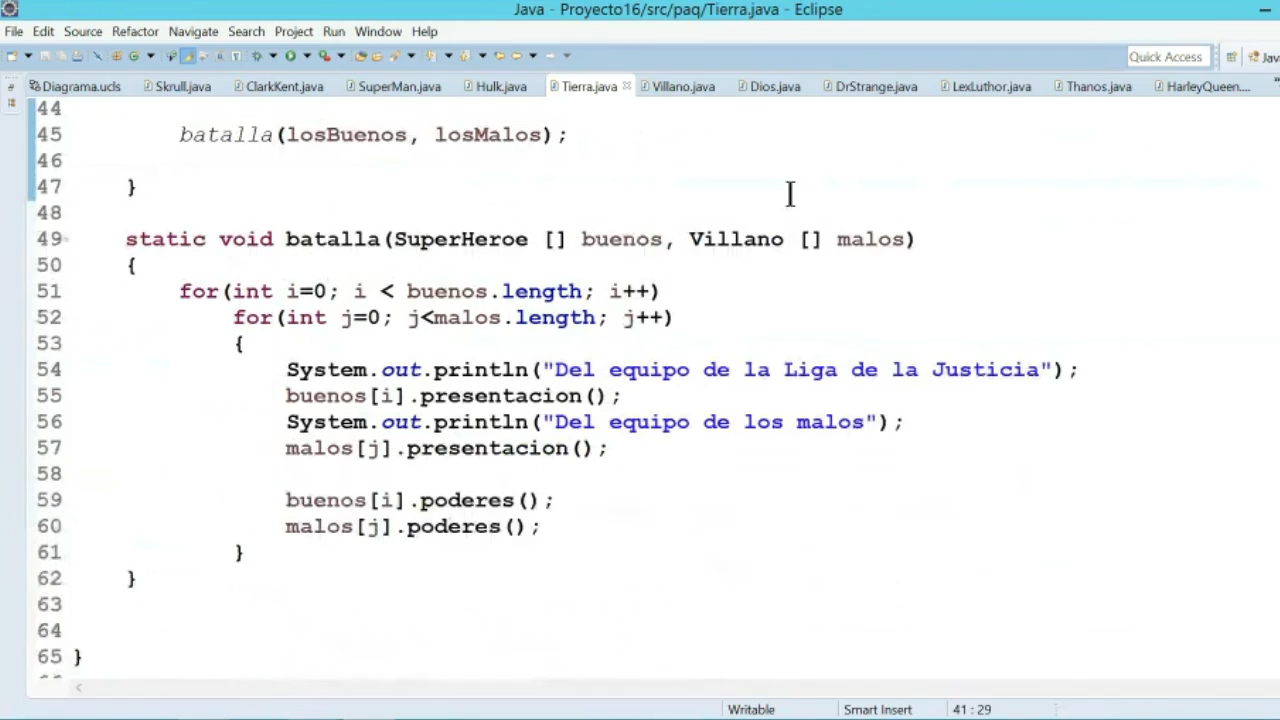 Java - Proyecto16/src/paq/Tierra.java - Eclipse
File Edit Source Refactor Navigate Search Project Run Window Help
Quick Access
Diagrama.ucls Skrull.java ClarkKent.java SuperMan.java Hulk.java Tierra.java Villano.java Dios.java DrStrange.java LexLuthor.java Thanos.java HarleyQueen....
44
45 batalla(losBuenos, losMalos);
46
47 }
48
49 static void batalla(SuperHeroe [] buenos, Villano [] malos)
50 {
51 for(int i=0; i < buenos.length; i++)
52 for(int j=0; j<malos.length; j++)
53 {
54 System.out.println("Del equipo de la Liga de la Justicia");
55 buenos[i].presentacion();
56 System.out.println("Del equipo de los malos");
57 malos[j].presentacion();
58
59 buenos[i].poderes();
60 malos[j].poderes();
61 }
62 }
63
64
65 }
Writable Smart Insert 41 : 29